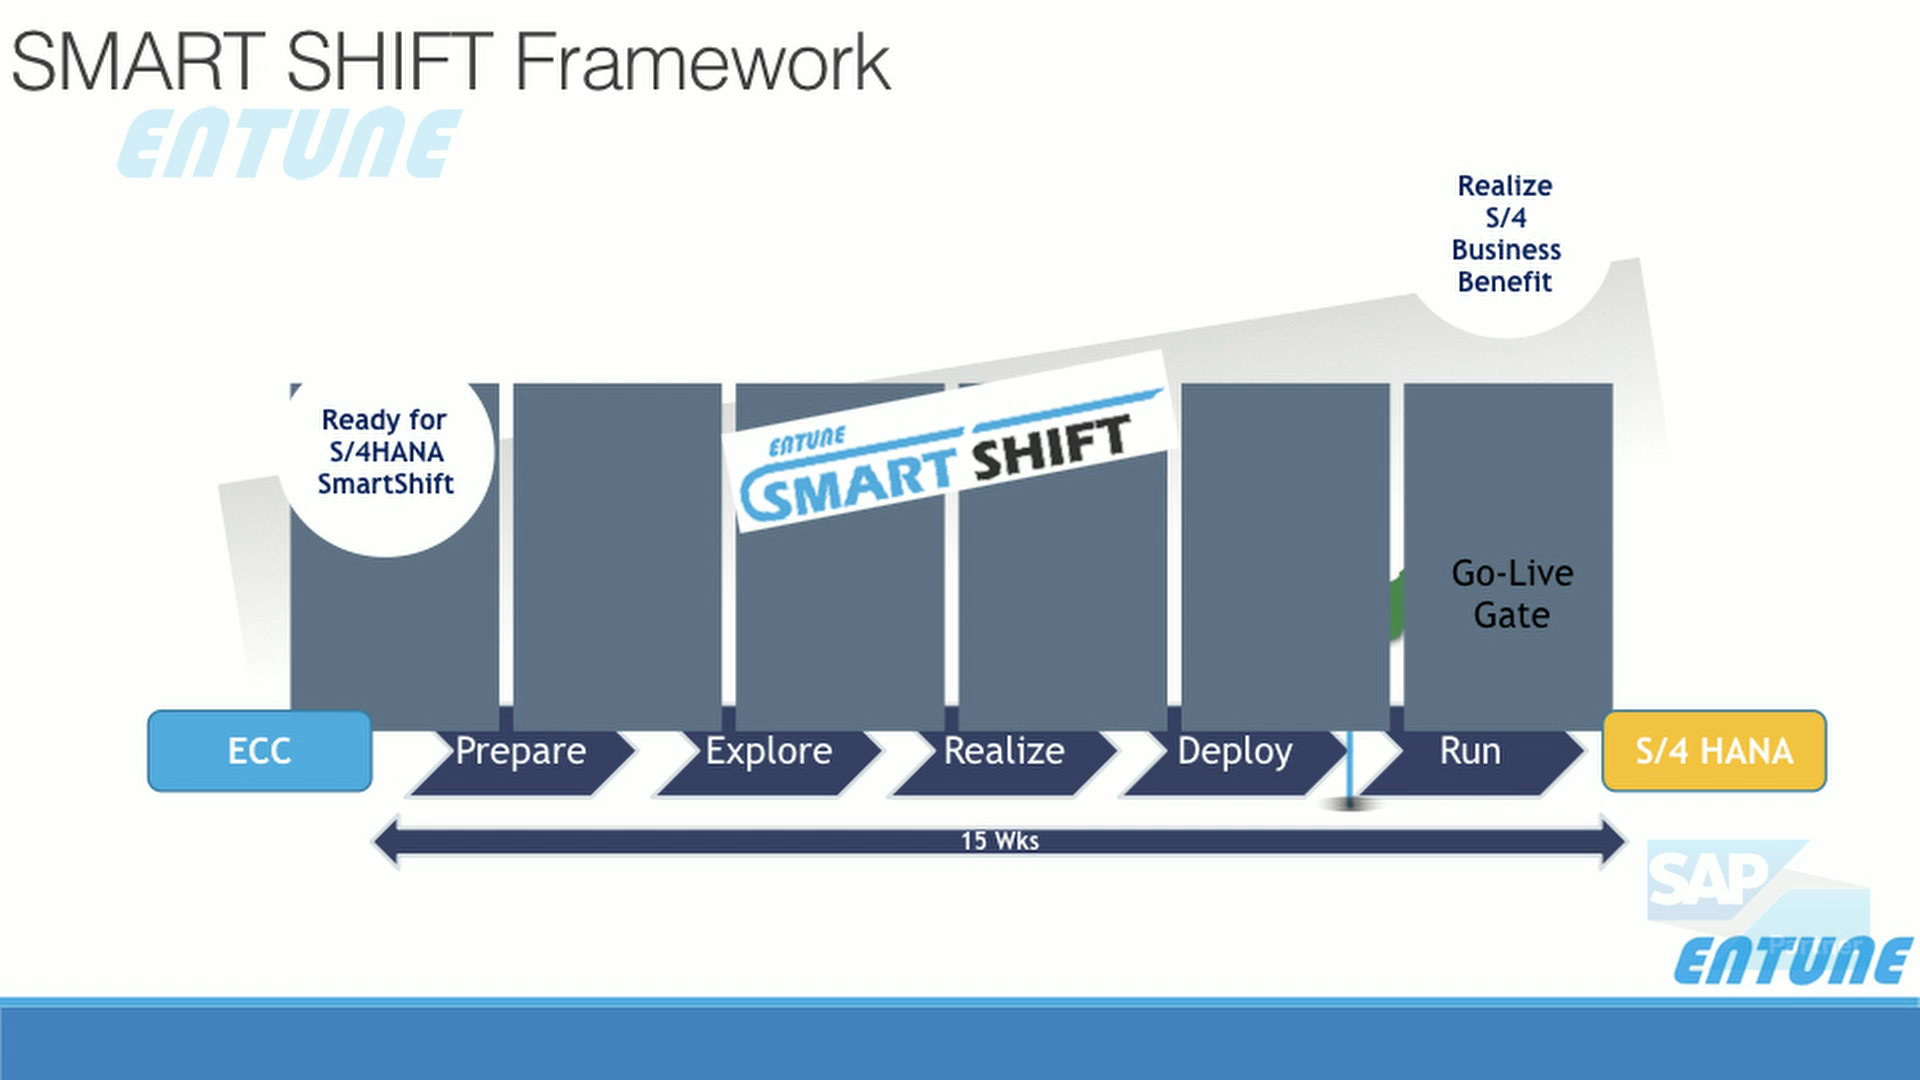 SMART SHIFT Framework
ENTUNE
Realize
S/4
Business
Benefit
Ready for
S/4HANA
SmartShift
ENTUNE
SMART SHIFT
Go-Live
Gate
ECC
Prepare
Explore
Realize
Deploy
Run
S/4 HANA
15 Wks
SAP
Partner
ENTUNE